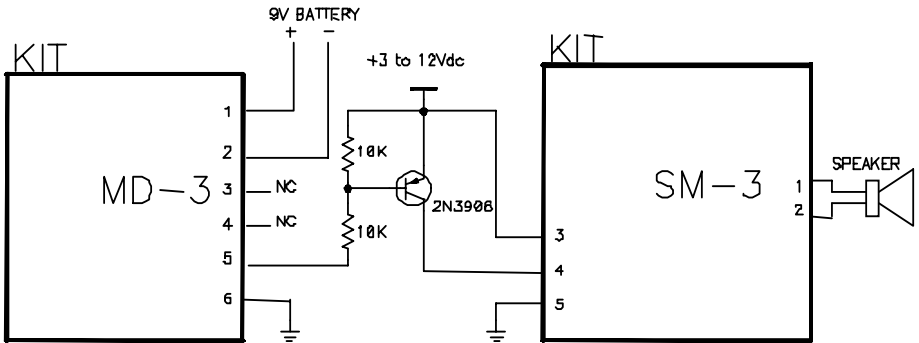 9V BATTERY
+ −
KIT
KIT
+3 to 12Vdc
1
2
10K
MD-3
3 NC
2N3906
SM-3
SPEAKER
1
2
4 NC
10K
5
3
4
6
5